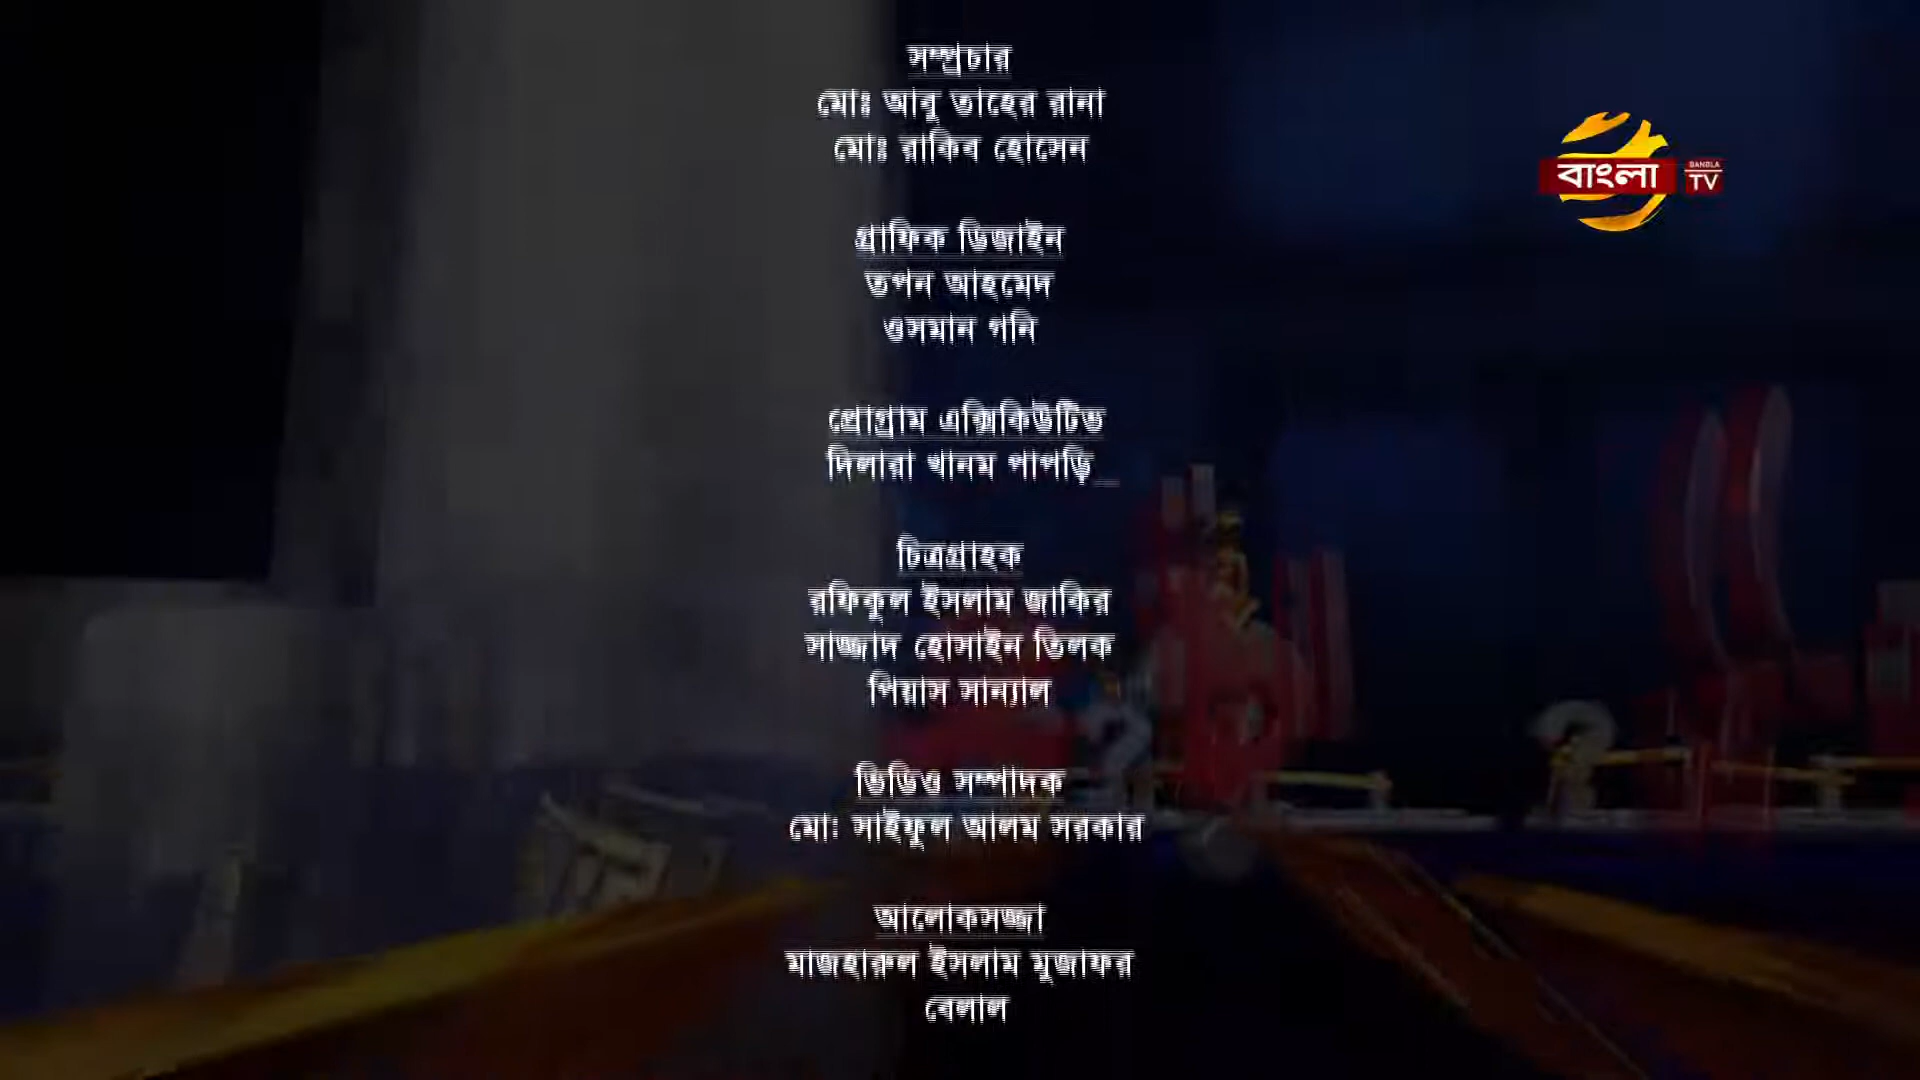 সম্প্রচার
মোঃ আবু তাহের রানা
মোঃ রাকিব হোসেন
গ্রাফিক ডিজাইন
তপন আহমেদ
ওসমান গনি
প্রোগ্রাম এক্সিকিউটিভ
দিলারা খানম পাপড়ি_
চিত্রগ্রাহক
রফিকুল ইসলাম জাকির
সাজ্জাদ হোসাইন তিলক
পিয়াস সান্যাল
ভিডিও সম্পাদক
মো: সাইফুল আলম সরকার
আলোকসজ্জা
মাজহারুল ইসলাম মুজাফর
বেলাল
বাংলা
BANGLA
TV